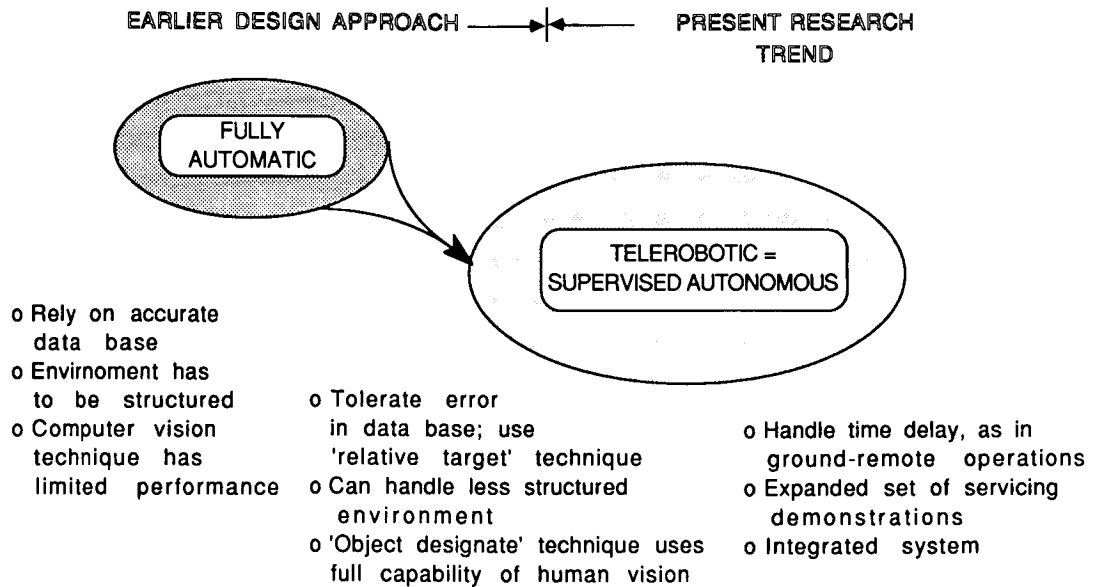 EARLIER DESIGN APPROACH
PRESENT RESEARCH
TREND
FULLY
AUTOMATIC
TELEROBOTIC =
SUPERVISED AUTONOMOUS
o Rely on accurate
data base
o Envirnoment has
to be structured
o Computer vision
technique has
limited performance
o Tolerate error
in data base; use
'relative target' technique
o Can handle less structured
environment
o 'Object designate' technique uses
full capability of human vision
o Handle time delay, as in
ground-remote operations
o Expanded set of servicing
demonstrations
o Integrated system